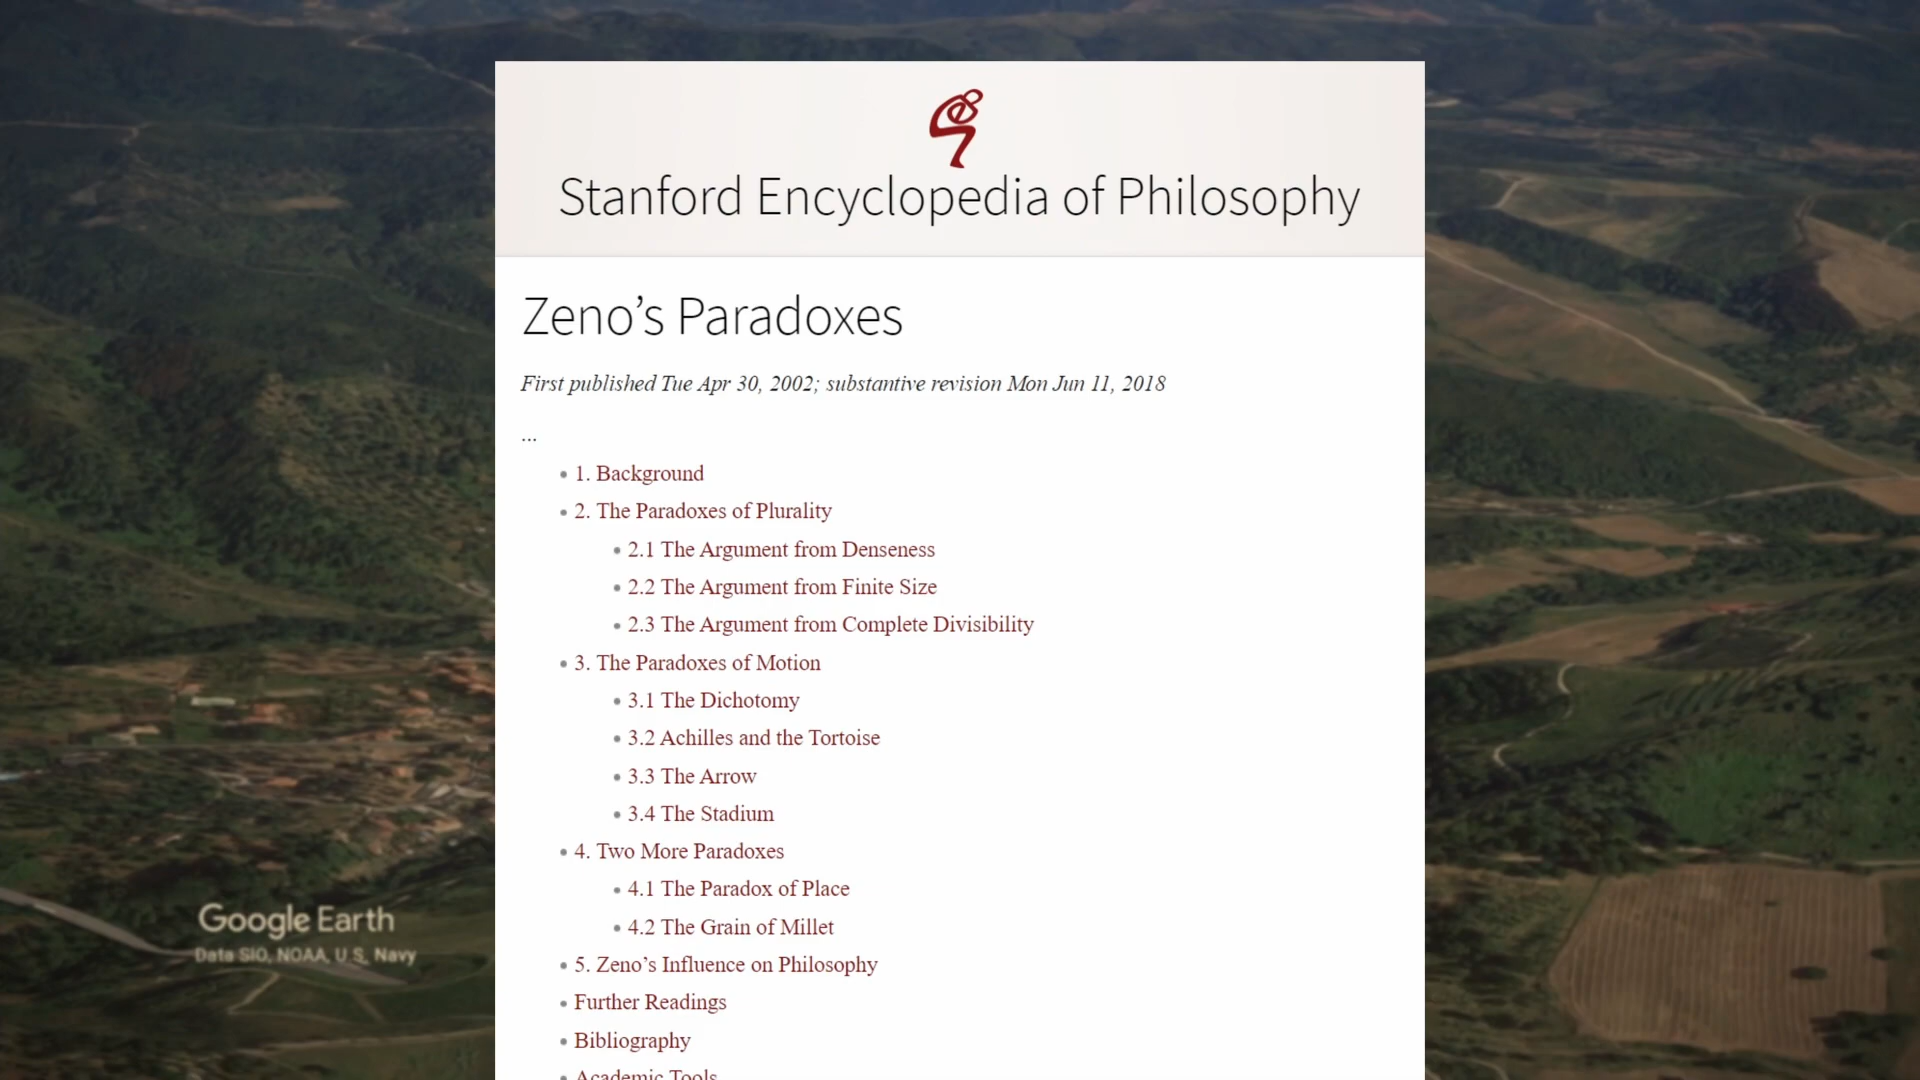 Stanford Encyclopedia of Philosophy
Zeno’s Paradoxes
First published Tue Apr 30, 2002; substantive revision Mon Jun 11, 2018
...
1. Background
2. The Paradoxes of Plurality
2.1 The Argument from Denseness
2.2 The Argument from Finite Size
2.3 The Argument from Complete Divisibility
3. The Paradoxes of Motion
3.1 The Dichotomy
3.2 Achilles and the Tortoise
3.3 The Arrow
3.4 The Stadium
4. Two More Paradoxes
4.1 The Paradox of Place
4.2 The Grain of Millet
5. Zeno’s Influence on Philosophy
Further Readings
Bibliography
Academic Tools
Google Earth
Data SIO, NOAA, U.S. Navy